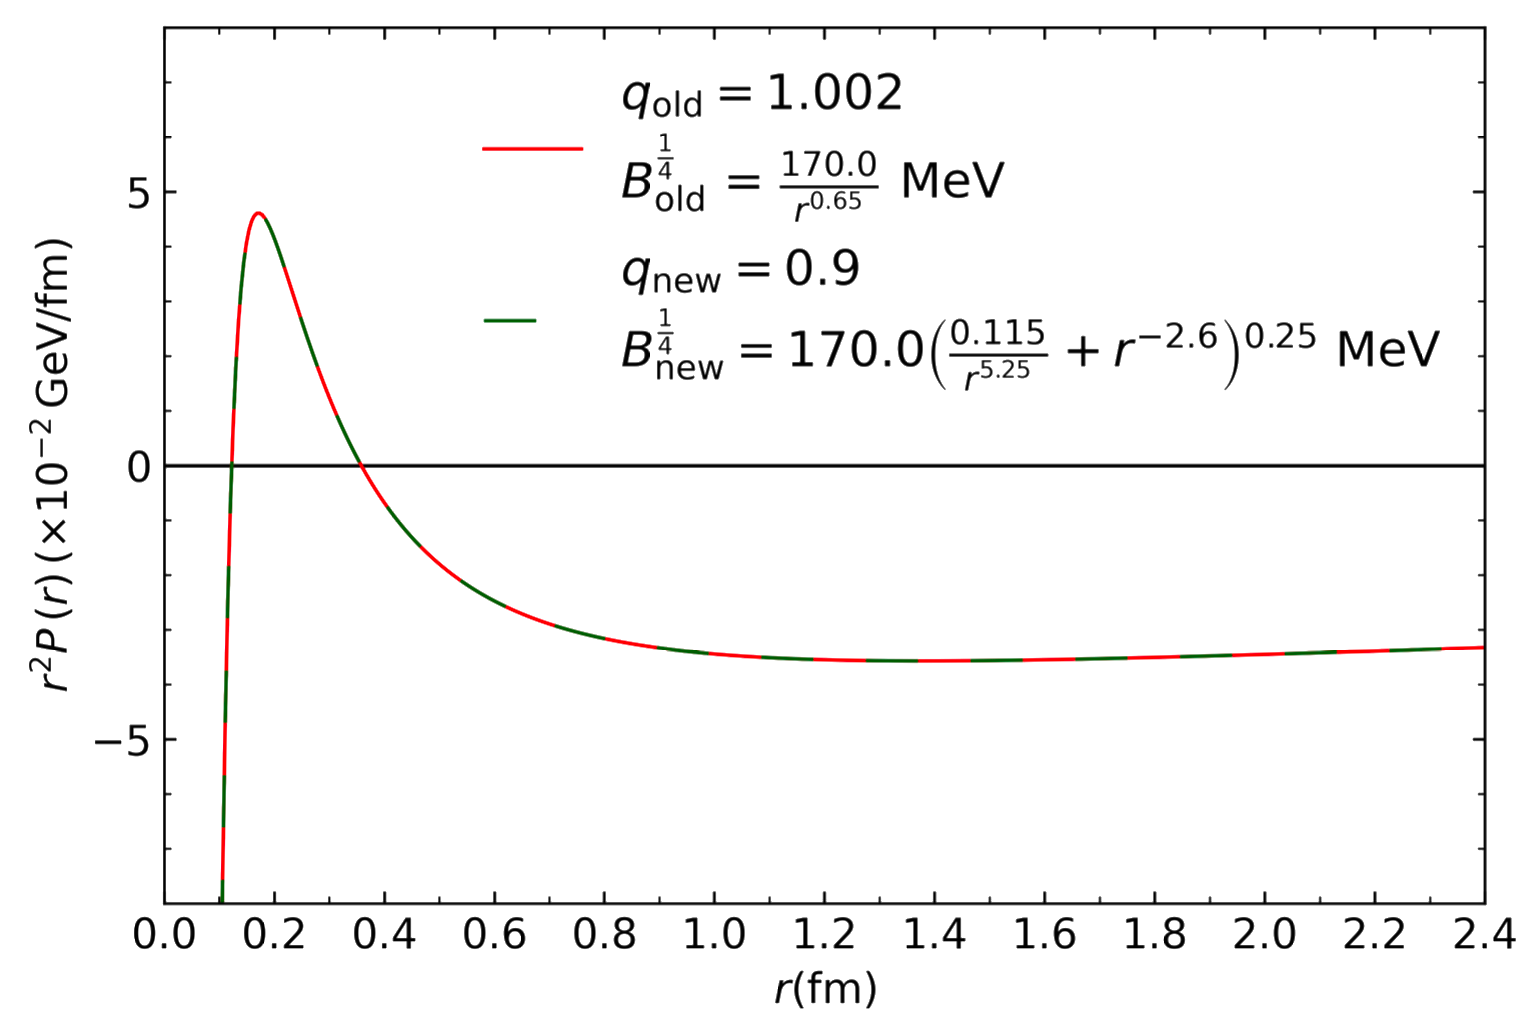 q_old = 1.002
B_old^{1/4} = 170.0/r^{0.65} MeV
q_new = 0.9
B_new^{1/4} = 170.0(0.115/r^{5.25} + r^{−2.6})^{0.25} MeV
r²P(r)(×10⁻² GeV/fm)
5
0
−5
0.0 0.2 0.4 0.6 0.8 1.0 1.2 1.4 1.6 1.8 2.0 2.2 2.4
r(fm)